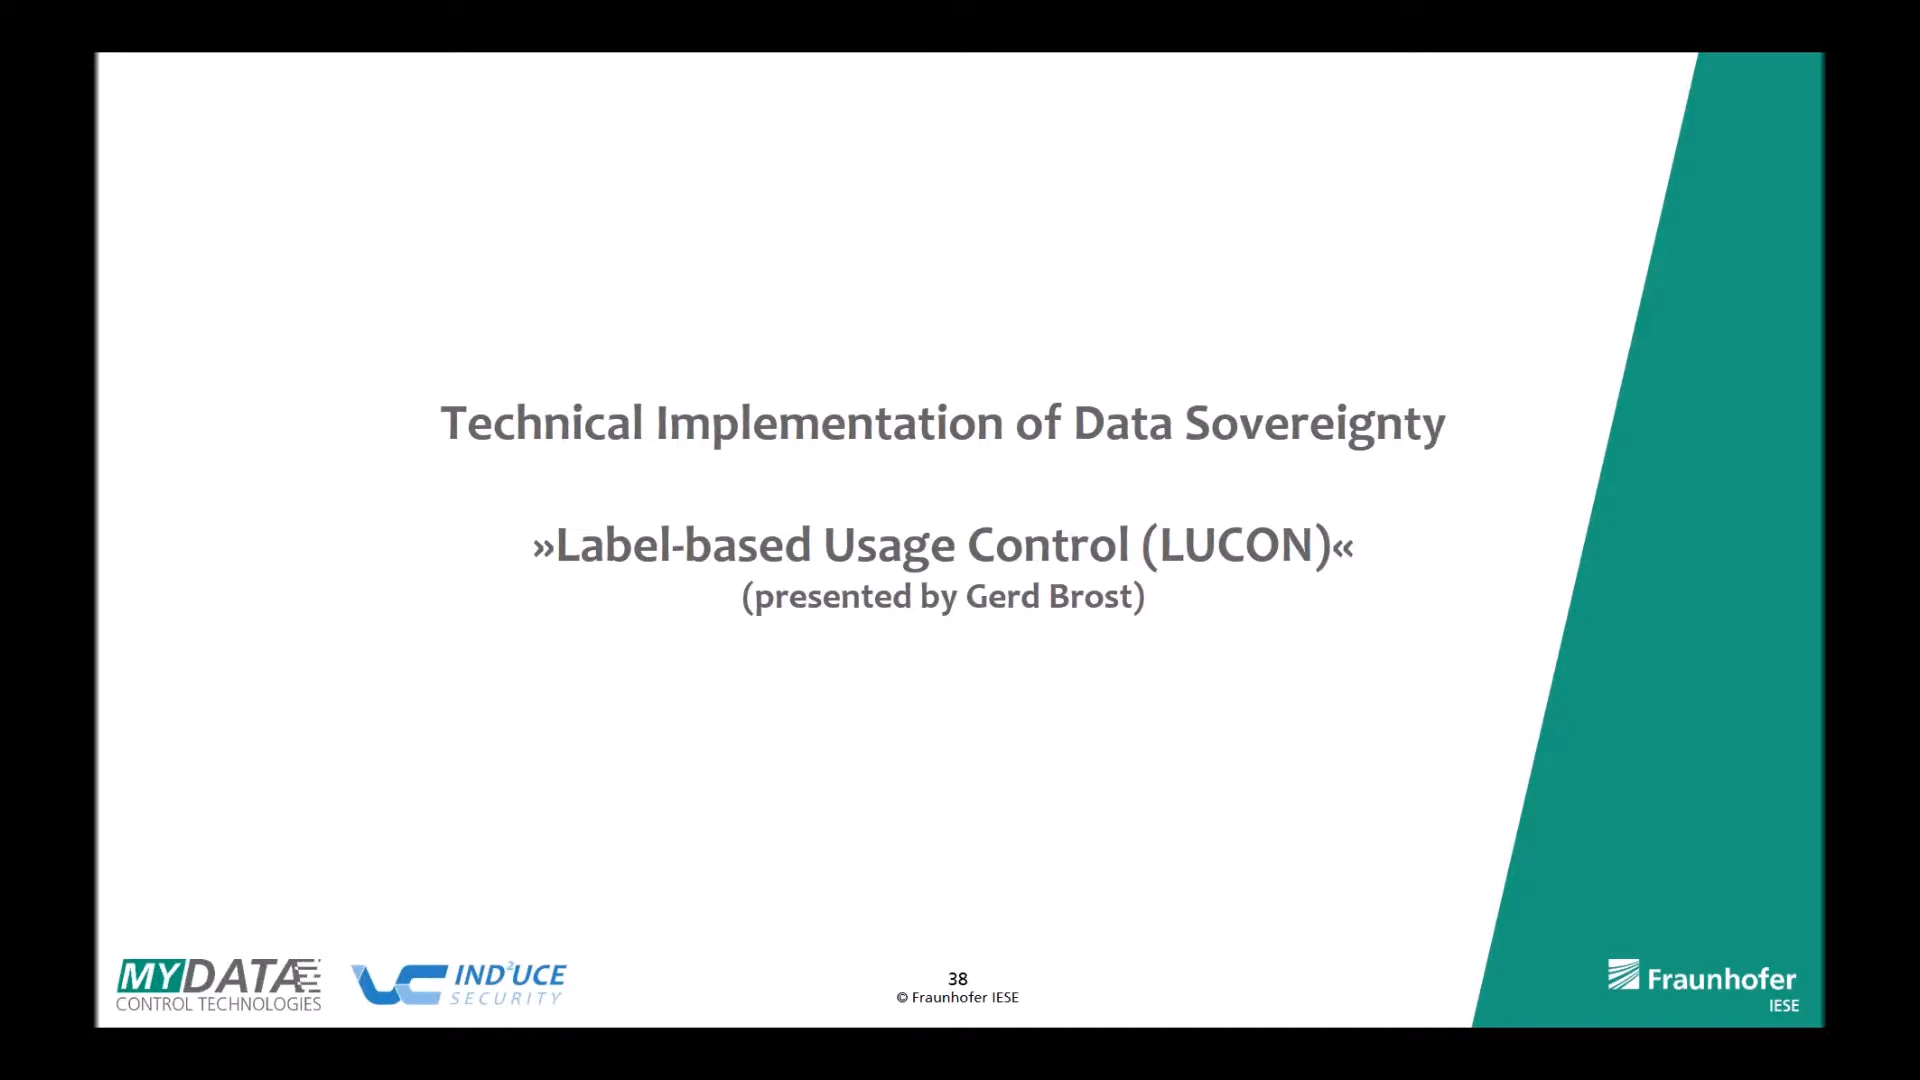 Technical Implementation of Data Sovereignty
»Label-based Usage Control (LUCON)«
(presented by Gerd Brost)
MYDATA
CONTROL TECHNOLOGIES
IND²UCE
SECURITY
38
© Fraunhofer IESE
Fraunhofer
IESE